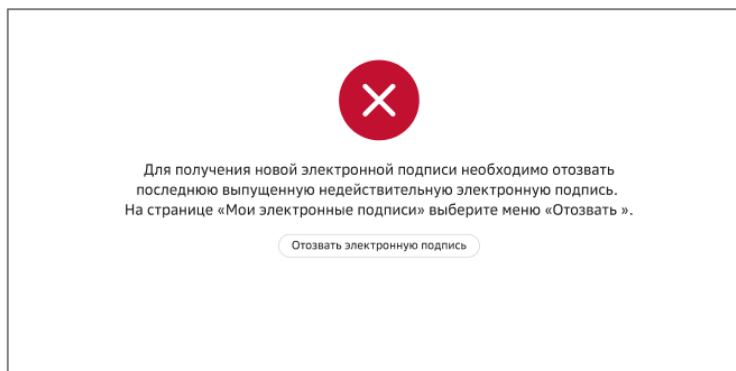 Для получения новой электронной подписи необходимо отозвать
последнюю выпущенную недействительную электронную подпись.
На странице «Мои электронные подписи» выберите меню «Отозвать ».
Отозвать электронную подпись